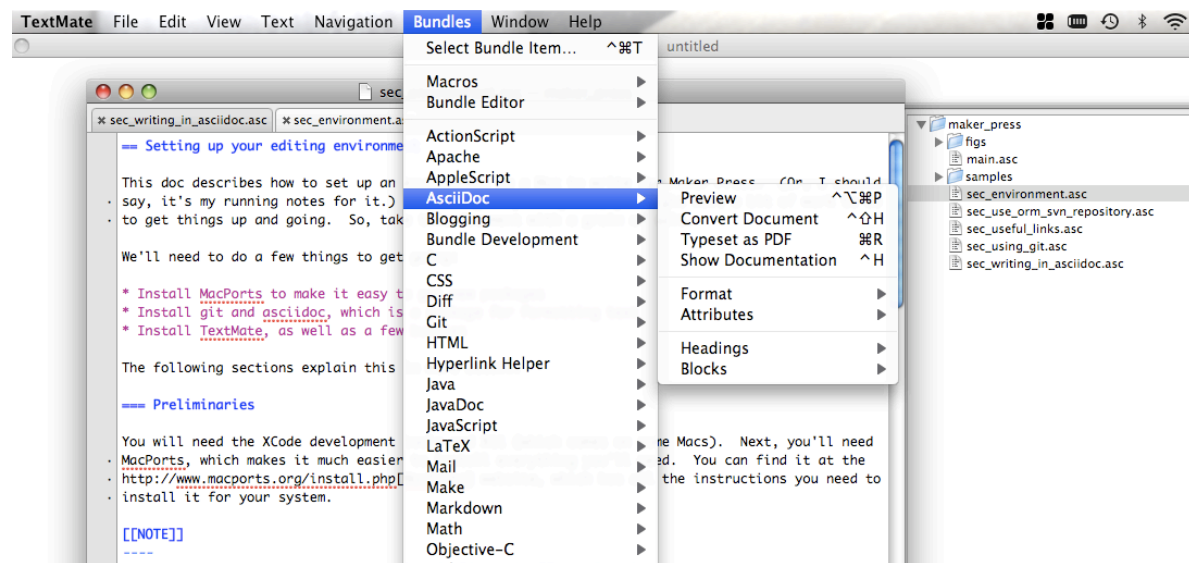 TextMate File Edit View Text Navigation Bundles Window Help
untitled
sec_
sec_writing_in_asciidoc.asc sec_environment.a
== Setting up your editing environme
This doc describes how to set up an Maker Press. (Or, I should
say, it's my running notes for it.)
to get things up and going. So, tak
We'll need to do a few things to get
* Install MacPorts to make it easy t
* Install git and asciidoc, which is
* Install TextMate, as well as a few
The following sections explain this
=== Preliminaries
You will need the XCode development me Macs). Next, you'll need
MacPorts, which makes it much easier ed. You can find it at the
http://www.macports.org/install.php[ the instructions you need to
install it for your system.
[[NOTE]]
----
Select Bundle Item... ^⌘T
Macros
Bundle Editor
ActionScript
Apache
AppleScript
AsciiDoc
Blogging
Bundle Development
C
CSS
Diff
Git
HTML
Hyperlink Helper
Java
JavaDoc
JavaScript
LaTeX
Mail
Make
Markdown
Math
Objective-C
Preview ^⌥⌘P
Convert Document ^⇧H
Typeset as PDF ⌘R
Show Documentation ^H
Format
Attributes
Headings
Blocks
maker_press
figs
main.asc
samples
sec_environment.asc
sec_use_orm_svn_repository.asc
sec_useful_links.asc
sec_using_git.asc
sec_writing_in_asciidoc.asc